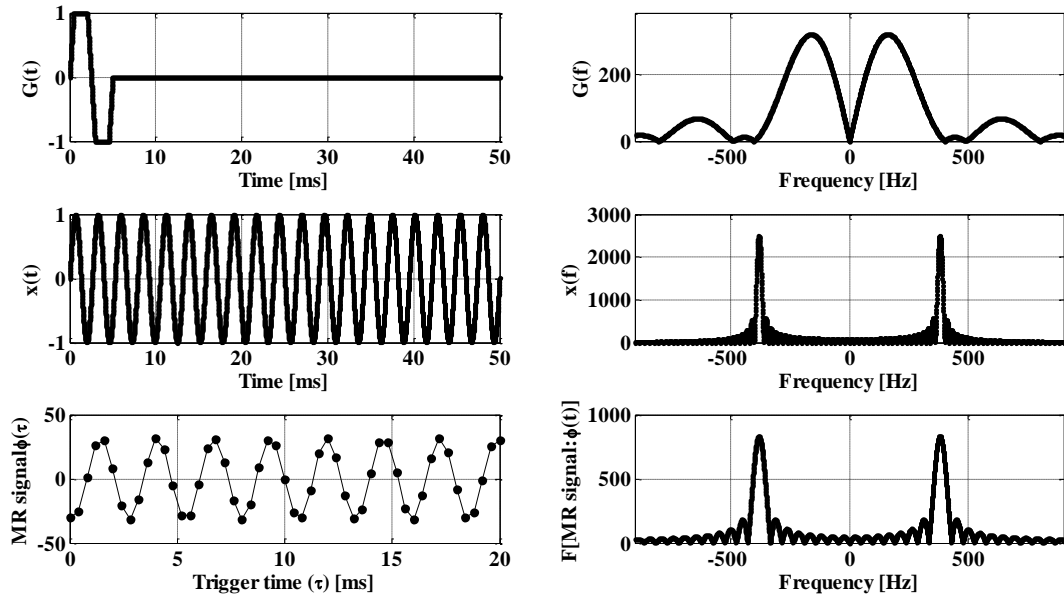 1
0
-1
G(t)
0 10 20 30 40 50
Time [ms]
200
0
G(f)
-500 0 500
Frequency [Hz]
1
0
-1
x(t)
0 10 20 30 40 50
Time [ms]
3000
2000
1000
0
x(f)
-500 0 500
Frequency [Hz]
50
0
-50
MR signalϕ(τ)
0 5 10 15 20
Trigger time (τ) [ms]
1000
500
0
F[MR signal:ϕ(t)]
-500 0 500
Frequency [Hz]